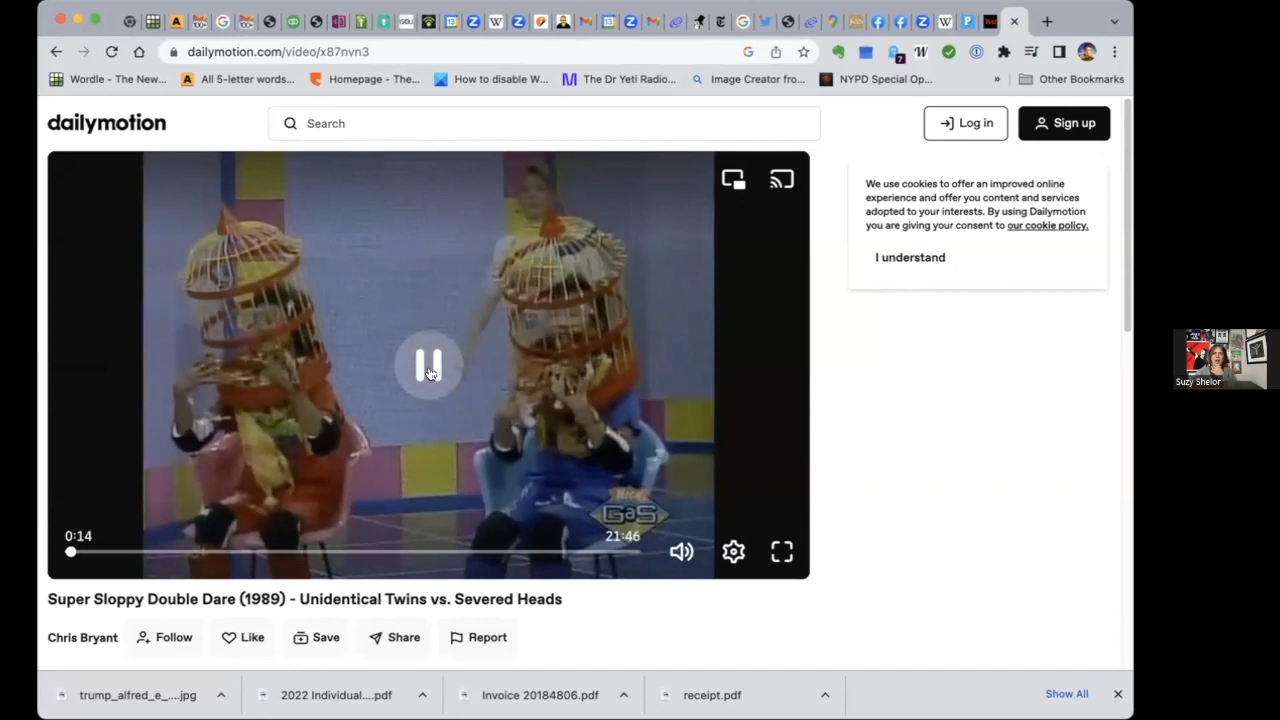 dailymotion.com/video/x87nvn3
7
Wordle - The New...
All 5-letter words...
Homepage - The...
How to disable W...
The Dr Yeti Radio...
Image Creator fro...
NYPD Special Op...
»
Other Bookmarks
dailymotion
Search
Log in
Sign up
We use cookies to offer an improved online
experience and offer you content and services
adopted to your interests. By using Dailymotion
you are giving your consent to our cookie policy.
I understand
Suzy Shelor
Nick
GaS
0:14
21:46
Super Sloppy Double Dare (1989) - Unidentical Twins vs. Severed Heads
Chris Bryant
Follow
Like
Save
Share
Report
trump_alfred_e_....jpg
2022 Individual....pdf
Invoice 20184806.pdf
receipt.pdf
Show All